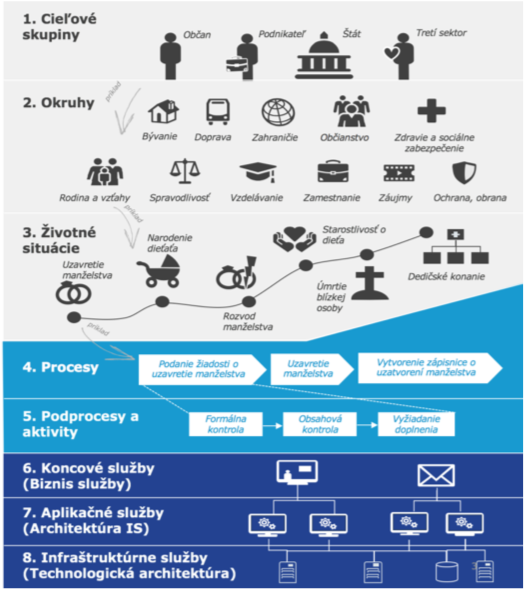 1. Cieľové
skupiny
Občan
Podnikateľ
Štát
Tretí sektor
príklad
2. Okruhy
Bývanie
Doprava
Zahraničie
Občianstvo
Zdravie a sociálne
zabezpečenie
Rodina a vzťahy
Spravodlivosť
Vzdelávanie
Zamestnanie
Záujmy
Ochrana, obrana
príklad
3. Životné
situácie
Uzavretie
manželstva
Narodenie
dieťaťa
Rozvod
manželstva
Starostlivosť o
dieťa
Úmrtie
blízkej
osoby
Dedičské konanie
príklad
4. Procesy
Podanie žiadosti o
uzavretie manželstva
Uzavretie
manželstva
Vytvorenie zápisnice o
uzatvorení manželstva
5. Podprocesy a
aktivity
Formálna
kontrola
Obsahová
kontrola
Vyžiadanie
doplnenia
6. Koncové služby
(Biznis služby)
7. Aplikačné služby
(Architektúra IS)
8. Infraštruktúrne služby
(Technologická architektúra)